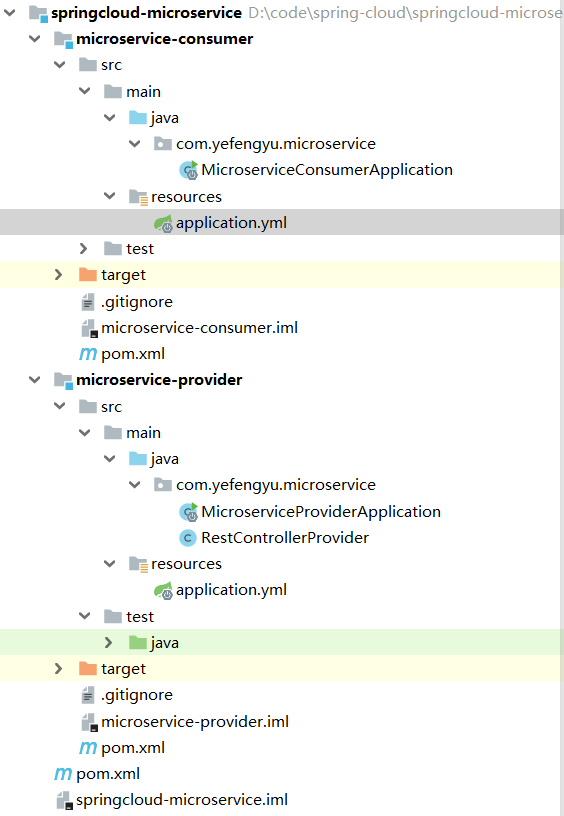 springcloud-microservice D:\code\spring-cloud\springcloud-microse
microservice-consumer
src
main
java
com.yefengyu.microservice
MicroserviceConsumerApplication
resources
application.yml
test
target
.gitignore
microservice-consumer.iml
pom.xml
microservice-provider
src
main
java
com.yefengyu.microservice
MicroserviceProviderApplication
RestControllerProvider
resources
application.yml
test
java
target
.gitignore
microservice-provider.iml
pom.xml
pom.xml
springcloud-microservice.iml